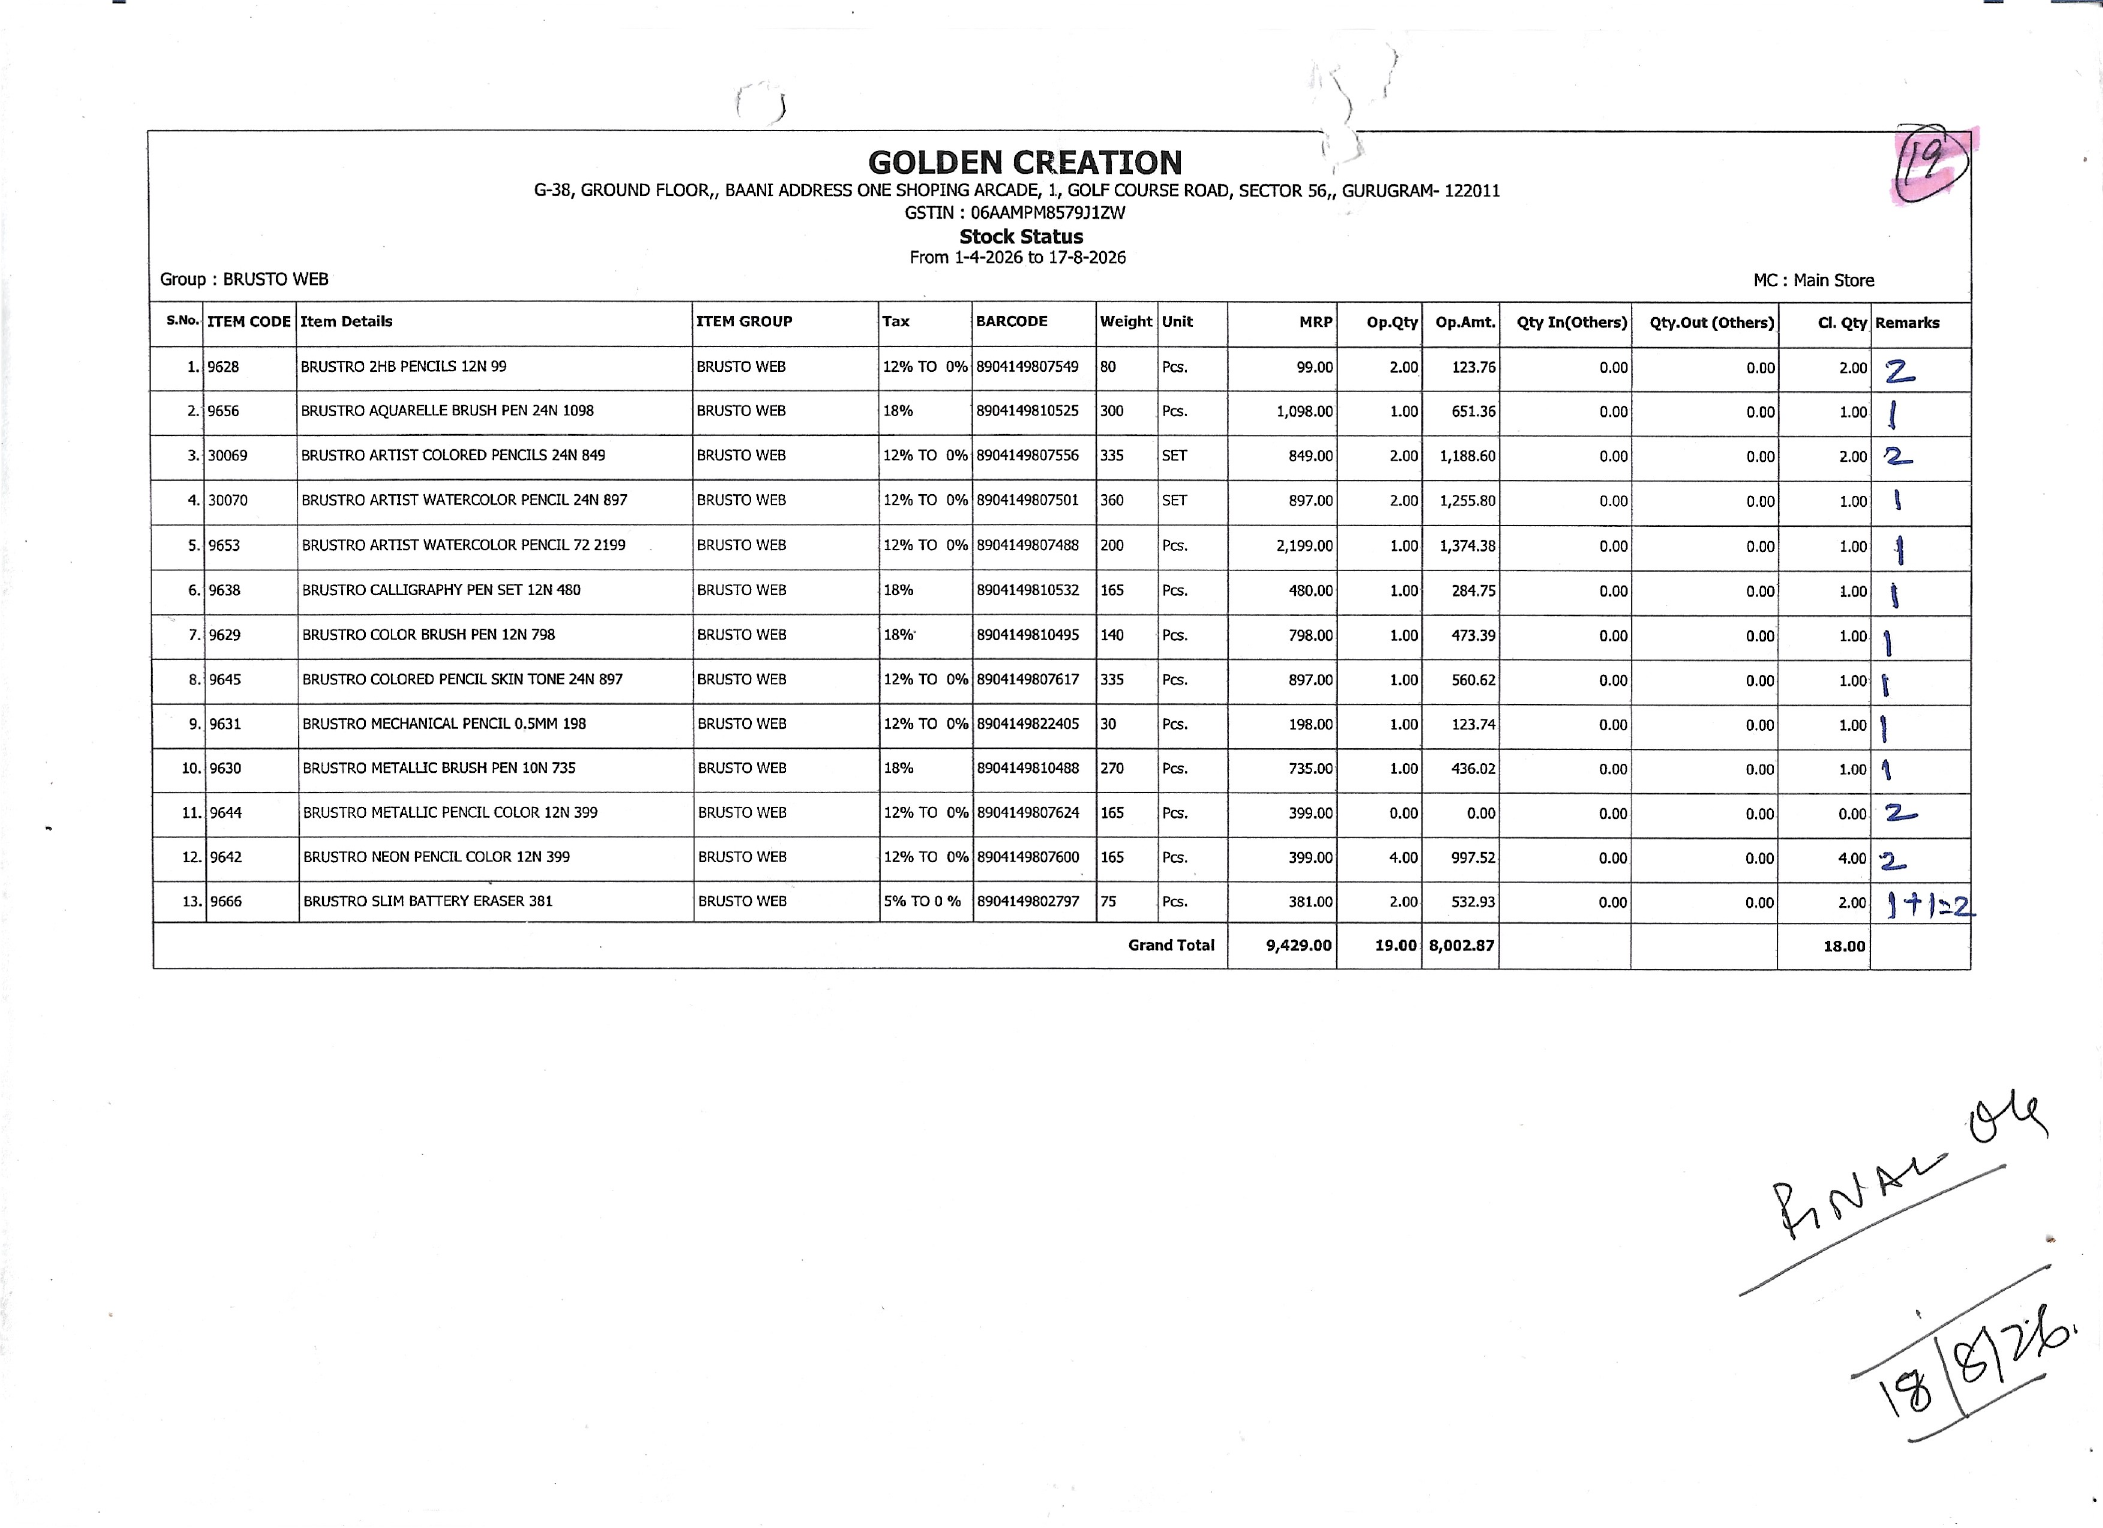 19
GOLDEN CREATION
G-38, GROUND FLOOR,, BAANI ADDRESS ONE SHOPING ARCADE, 1, GOLF COURSE ROAD, SECTOR 56,, GURUGRAM- 122011
GSTIN : 06AAMPM8579J1ZW
Stock Status
From 1-4-2026 to 17-8-2026
Group : BRUSTO WEB MC : Main Store
S.No. ITEM CODE Item Details ITEM GROUP Tax BARCODE Weight Unit MRP Op.Qty Op.Amt. Qty In(Others) Qty.Out (Others) Cl. Qty Remarks
1. 9628 BRUSTRO 2HB PENCILS 12N 99 BRUSTO WEB 12% TO 0% 8904149807549 80 Pcs. 99.00 2.00 123.76 0.00 0.00 2.00 2
2. 9656 BRUSTRO AQUARELLE BRUSH PEN 24N 1098 BRUSTO WEB 18% 8904149810525 300 Pcs. 1,098.00 1.00 651.36 0.00 0.00 1.00 1
3. 30069 BRUSTRO ARTIST COLORED PENCILS 24N 849 BRUSTO WEB 12% TO 0% 8904149807556 335 SET 849.00 2.00 1,188.60 0.00 0.00 2.00 2
4. 30070 BRUSTRO ARTIST WATERCOLOR PENCIL 24N 897 BRUSTO WEB 12% TO 0% 8904149807501 360 SET 897.00 2.00 1,255.80 0.00 0.00 1.00 1
5. 9653 BRUSTRO ARTIST WATERCOLOR PENCIL 72 2199 BRUSTO WEB 12% TO 0% 8904149807488 200 Pcs. 2,199.00 1.00 1,374.38 0.00 0.00 1.00 1
6. 9638 BRUSTRO CALLIGRAPHY PEN SET 12N 480 BRUSTO WEB 18% 8904149810532 165 Pcs. 480.00 1.00 284.75 0.00 0.00 1.00 1
7. 9629 BRUSTRO COLOR BRUSH PEN 12N 798 BRUSTO WEB 18% 8904149810495 140 Pcs. 798.00 1.00 473.39 0.00 0.00 1.00 1
8. 9645 BRUSTRO COLORED PENCIL SKIN TONE 24N 897 BRUSTO WEB 12% TO 0% 8904149807617 335 Pcs. 897.00 1.00 560.62 0.00 0.00 1.00 1
9. 9631 BRUSTRO MECHANICAL PENCIL 0.5MM 198 BRUSTO WEB 12% TO 0% 8904149822405 30 Pcs. 198.00 1.00 123.74 0.00 0.00 1.00 1
10. 9630 BRUSTRO METALLIC BRUSH PEN 10N 735 BRUSTO WEB 18% 8904149810488 270 Pcs. 735.00 1.00 436.02 0.00 0.00 1.00 1
11. 9644 BRUSTRO METALLIC PENCIL COLOR 12N 399 BRUSTO WEB 12% TO 0% 8904149807624 165 Pcs. 399.00 0.00 0.00 0.00 0.00 0.00 2
12. 9642 BRUSTRO NEON PENCIL COLOR 12N 399 BRUSTO WEB 12% TO 0% 8904149807600 165 Pcs. 399.00 4.00 997.52 0.00 0.00 4.00 2
13. 9666 BRUSTRO SLIM BATTERY ERASER 381 BRUSTO WEB 5% TO 0 % 8904149802797 75 Pcs. 381.00 2.00 532.93 0.00 0.00 2.00 1+1=2
Grand Total 9,429.00 19.00 8,002.87 18.00
FINAL OK
18/8/26.